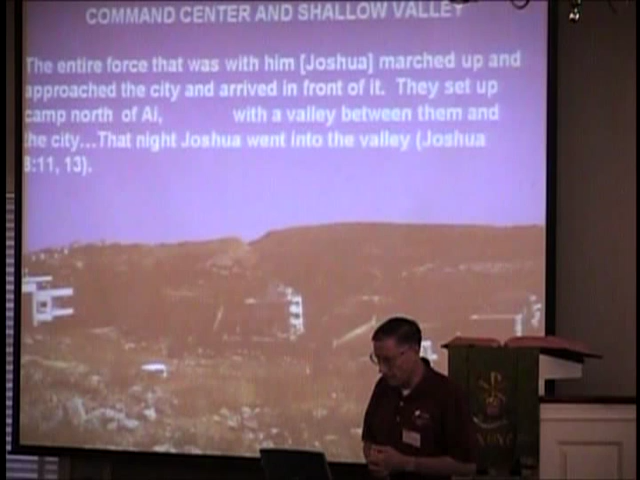 COMMAND CENTER AND SHALLOW VALLEY
The entire force that was with him [Joshua] marched up and
approached the city and arrived in front of it. They set up
camp north of Ai, with a valley between them and
the city...That night Joshua went into the valley (Joshua
8:11, 13).